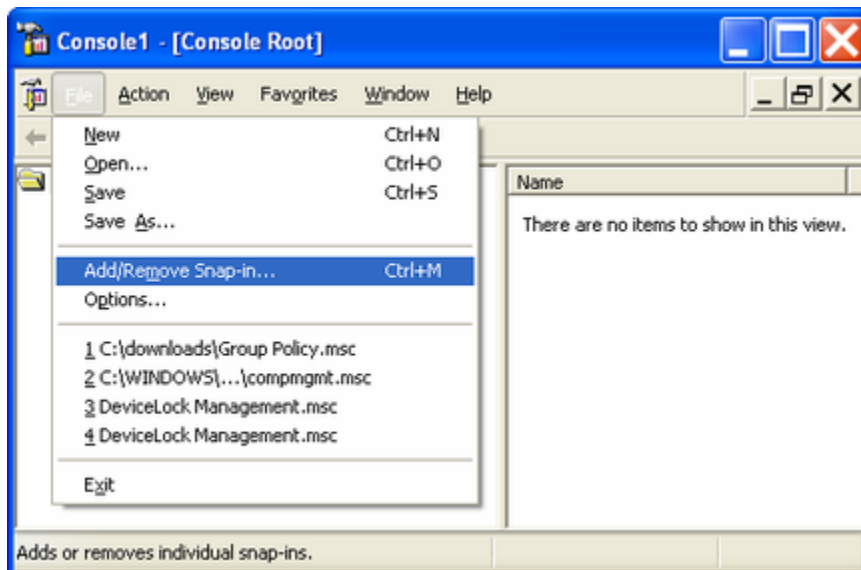 Console1 - [Console Root]
File Action View Favorites Window Help
New Ctrl+N
Open... Ctrl+O
Save Ctrl+S
Save As...
Add/Remove Snap-in... Ctrl+M
Options...
1 C:\downloads\Group Policy.msc
2 C:\WINDOWS\...\compmgmt.msc
3 DeviceLock Management.msc
4 DeviceLock Management.msc
Exit
Name
There are no items to show in this view.
Adds or removes individual snap-ins.